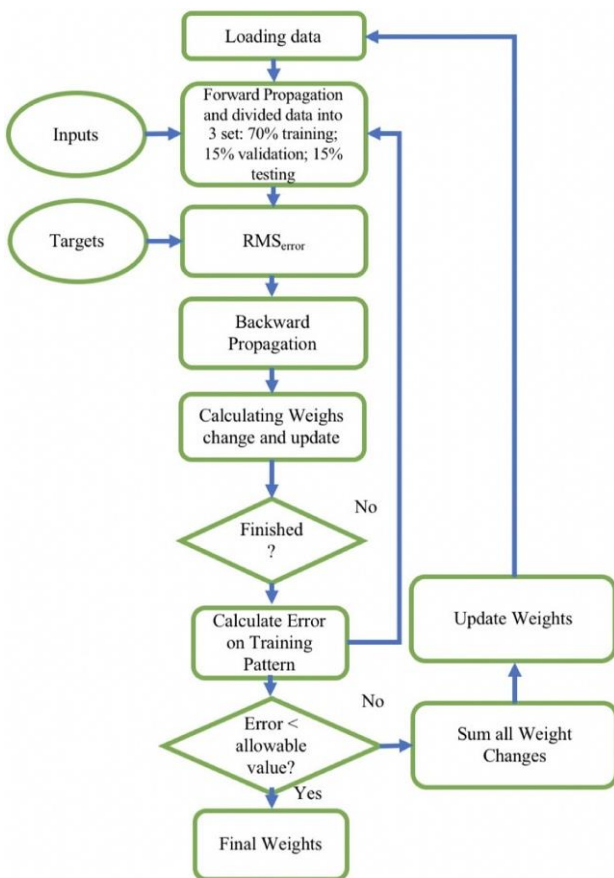 Loading data
Forward Propagation
and divided data into
3 set: 70% training;
15% validation; 15%
testing
Inputs
Targets
RMSerror
Backward
Propagation
Calculating Weighs
change and update
No
Finished
?
Calculate Error
on Training
Pattern
Update Weights
No
Error <
allowable
value?
Sum all Weight
Changes
Yes
Final Weights